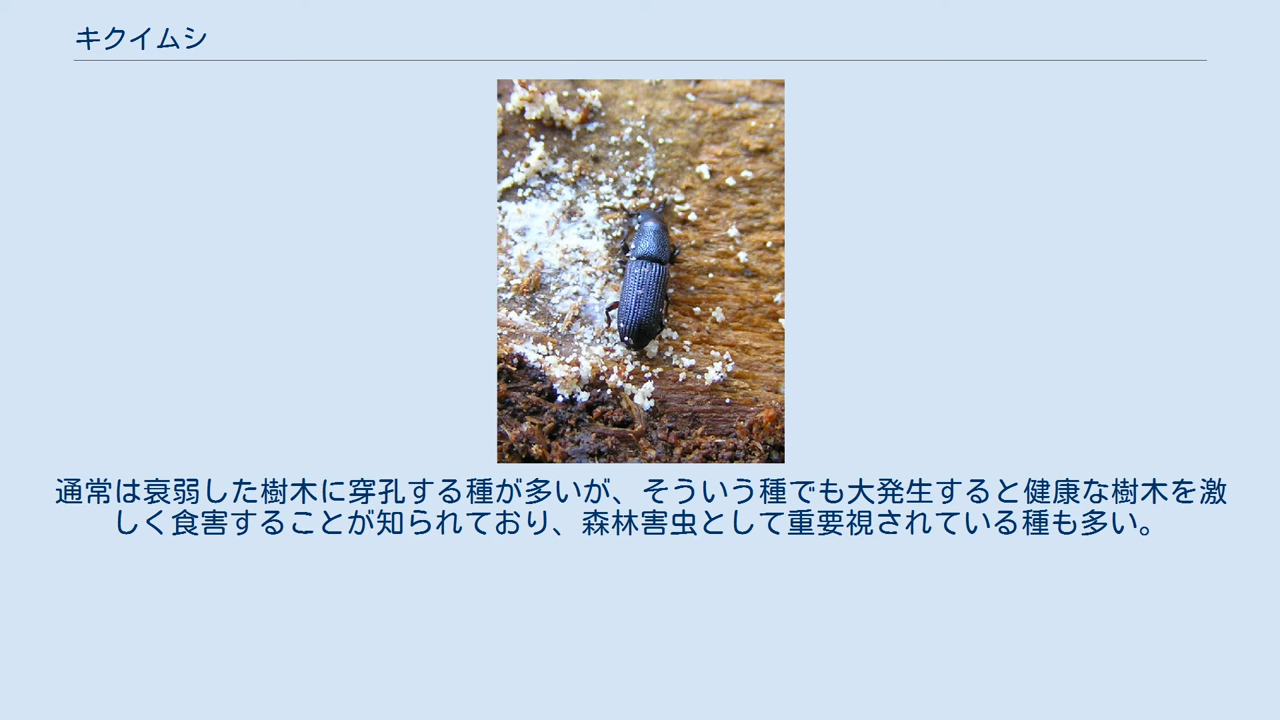 キクイムシ
通常は衰弱した樹木に穿孔する種が多いが、そういう種でも大発生すると健康な樹木を激
しく食害することが知られており、森林害虫として重要視されている種も多い。